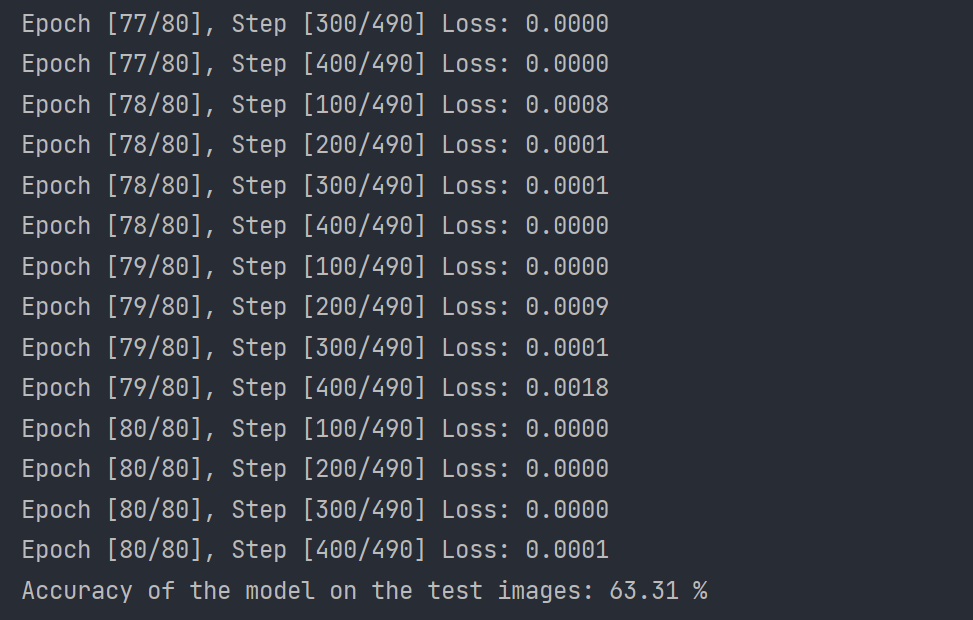 Epoch [77/80], Step [300/490] Loss: 0.0000
Epoch [77/80], Step [400/490] Loss: 0.0000
Epoch [78/80], Step [100/490] Loss: 0.0008
Epoch [78/80], Step [200/490] Loss: 0.0001
Epoch [78/80], Step [300/490] Loss: 0.0001
Epoch [78/80], Step [400/490] Loss: 0.0000
Epoch [79/80], Step [100/490] Loss: 0.0000
Epoch [79/80], Step [200/490] Loss: 0.0009
Epoch [79/80], Step [300/490] Loss: 0.0001
Epoch [79/80], Step [400/490] Loss: 0.0018
Epoch [80/80], Step [100/490] Loss: 0.0000
Epoch [80/80], Step [200/490] Loss: 0.0000
Epoch [80/80], Step [300/490] Loss: 0.0000
Epoch [80/80], Step [400/490] Loss: 0.0001
Accuracy of the model on the test images: 63.31 %